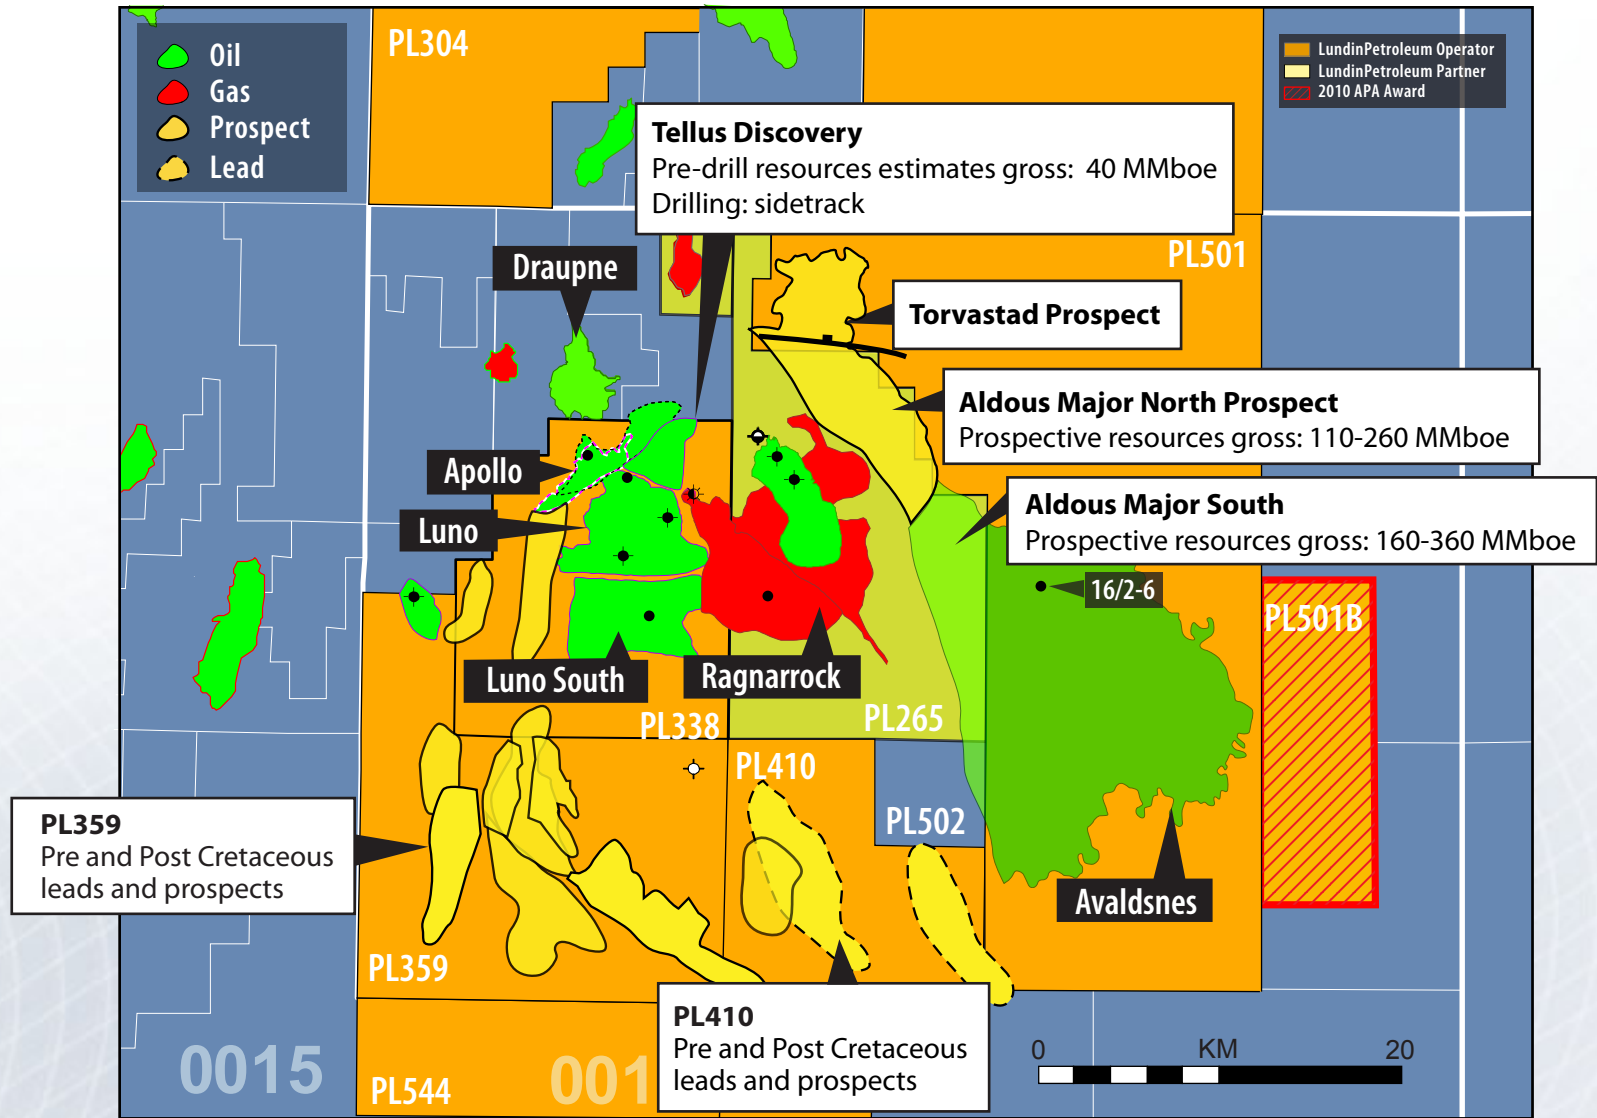 Oil
Gas
Prospect
Lead
PL304
LundinPetroleum Operator
LundinPetroleum Partner
2010 APA Award
Tellus Discovery
Pre-drill resources estimates gross: 40 MMboe
Drilling: sidetrack
PL501
Draupne
Torvastad Prospect
Aldous Major North Prospect
Prospective resources gross: 110-260 MMboe
Apollo
Luno
Aldous Major South
Prospective resources gross: 160-360 MMboe
16/2-6
PL501B
Luno South
Ragnarrock
PL338
PL265
PL410
PL502
PL359
Pre and Post Cretaceous
leads and prospects
Avaldsnes
PL359
PL410
Pre and Post Cretaceous
leads and prospects
0 KM 20
0015
001
PL544